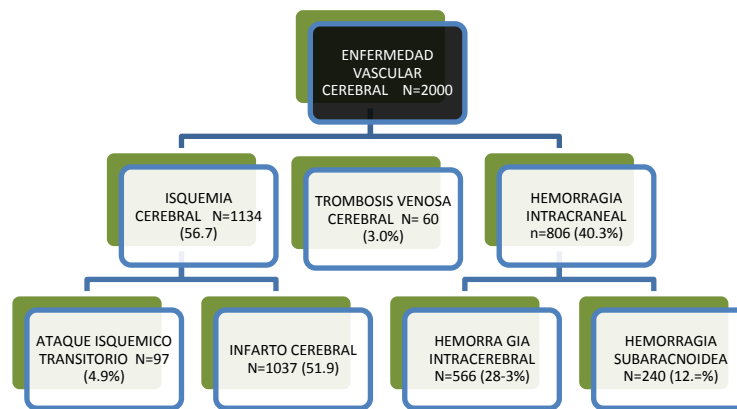 ENFERMEDAD
VASCULAR
CEREBRAL N=2000
ISQUEMIA
CEREBRAL N=1134
(56.7)
TROMBOSIS VENOSA
CEREBRAL N= 60
(3.0%)
HEMORRAGIA
INTRACRANEAL
n=806 (40.3%)
ATAQUE ISQUEMICO
TRANSITORIO N=97
(4.9%)
INFARTO CEREBRAL
N=1037 (51.9)
HEMORRA GIA
INTRACEREBRAL
N=566 (28-3%)
HEMORRAGIA
SUBARACNOIDEA
N=240 (12.=%)